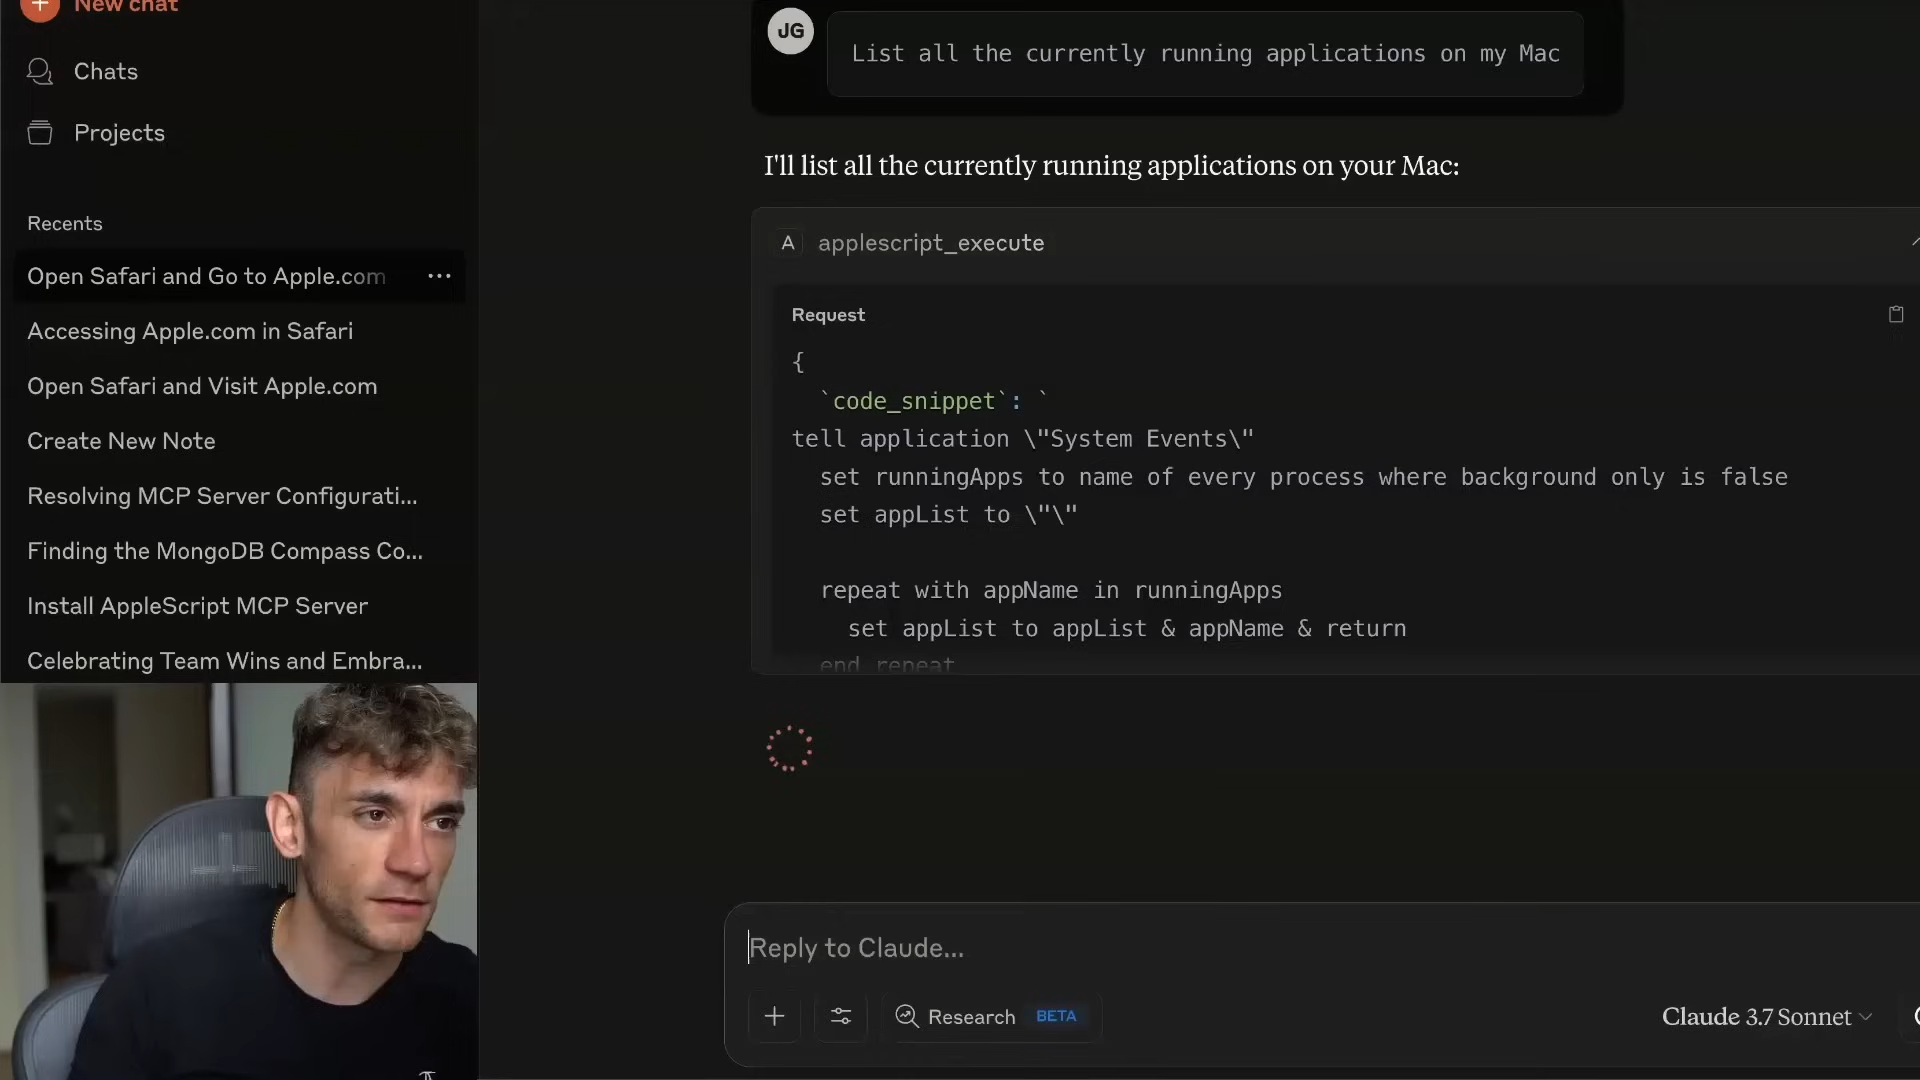 New chat
Chats
Projects
Recents
Open Safari and Go to Apple.com
Accessing Apple.com in Safari
Open Safari and Visit Apple.com
Create New Note
Resolving MCP Server Configurati...
Finding the MongoDB Compass Co...
Install AppleScript MCP Server
Celebrating Team Wins and Embra...
JG
List all the currently running applications on my Mac
I'll list all the currently running applications on your Mac:
A applescript_execute
Request
{
`code_snippet`: `
tell application \"System Events\"
set runningApps to name of every process where background only is false
set appList to \"\"
repeat with appName in runningApps
set appList to appList & appName & return
end repeat
Reply to Claude...
Research BETA
Claude 3.7 Sonnet